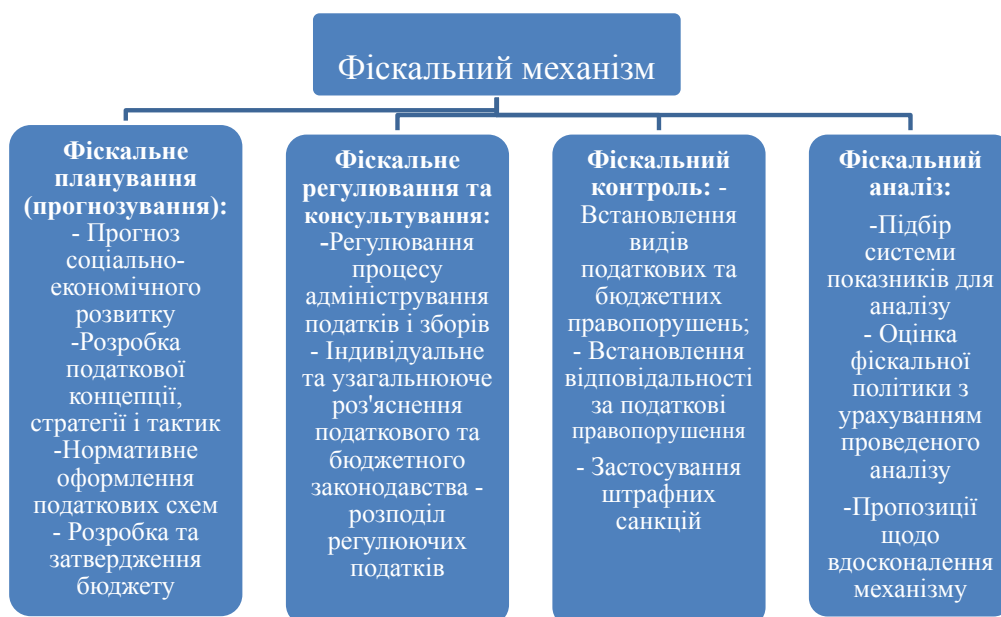 Фіскальний механізм
Фіскальне
планування
(прогнозування):
- Прогноз
соціально-
економічного
розвитку
-Розробка
податкової
концепції,
стратегії і тактик
-Нормативне
оформлення
податкових схем
- Розробка та
затвердження
бюджету
Фіскальне
регулювання та
консультування:
-Регулювання
процесу
адміністрування
податків і зборів
- Індивідуальне
та узагальнююче
роз'яснення
податкового та
бюджетного
законодавства -
розподіл
регулюючих
податків
Фіскальний
контроль: -
Встановлення
видів
податкових та
бюджетних
правопорушень;
- Встановлення
відповідальності
за податкові
правопорушення
- Застосування
штрафних
санкцій
Фіскальний
аналіз:
-Підбір
системи
показників для
аналізу
- Оцінка
фіскальної
політики з
урахуванням
проведеного
аналізу
-Пропозиції
щодо
вдосконалення
механізму